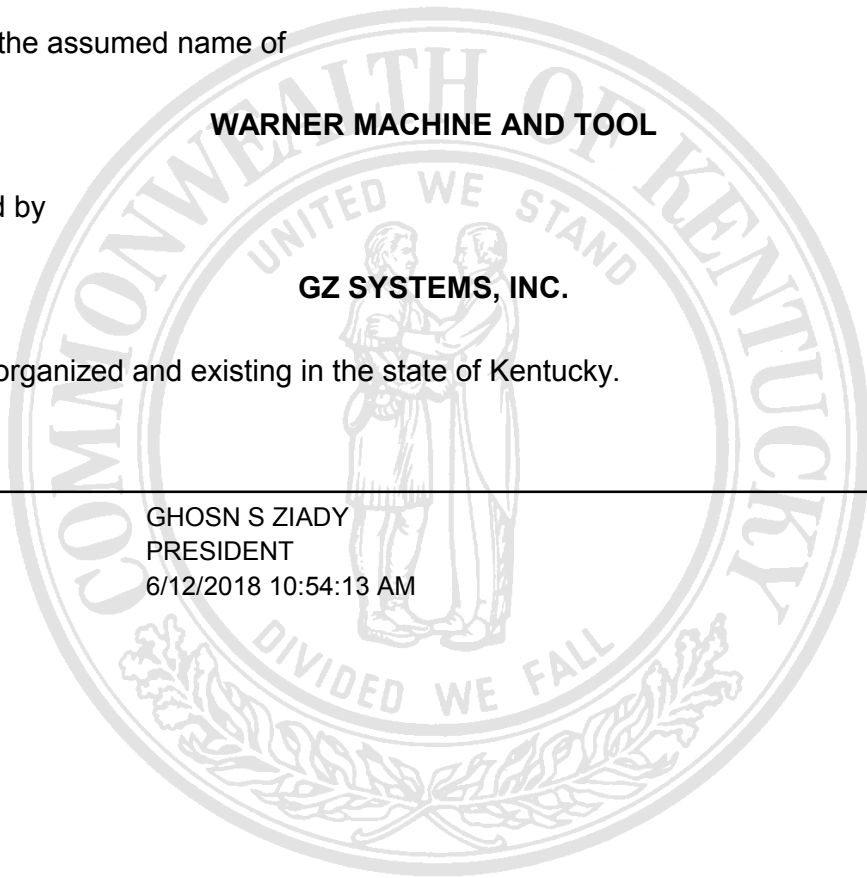 the assumed name of
WARNER MACHINE AND TOOL
d by
GZ SYSTEMS, INC.
organized and existing in the state of Kentucky.
GHOSN S ZIADY
PRESIDENT
6/12/2018 10:54:13 AM
COMMONWEALTH OF KENTUCKY
UNITED WE STAND
DIVIDED WE FALL